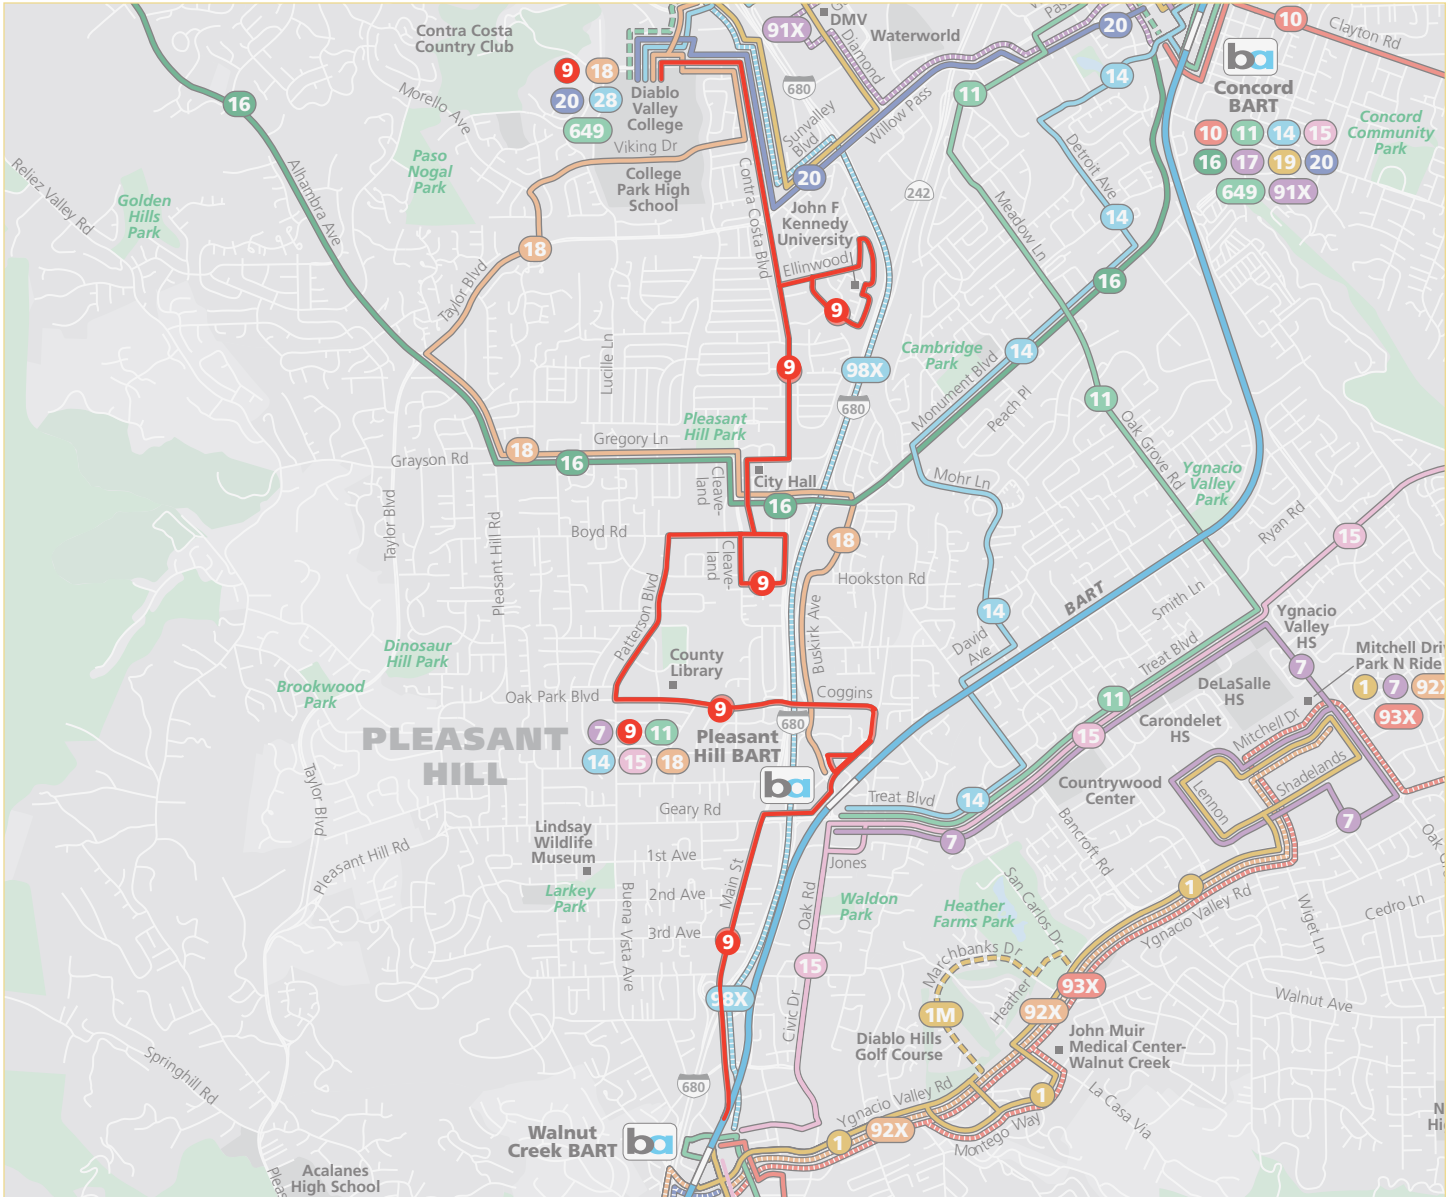 Contra Costa
Country Club
91X
DMV
Diamond
Waterworld
20
10
Clayton Rd
9
18
20
28
649
Diablo
Valley
College
680
Sunvalley
Blvd
Willow Pass
11
14
ba
Concord
BART
10
11
14
15
16
17
19
20
649
91X
Concord
Community
Park
16
Morello Ave
Paso
Nogal
Park
Viking Dr
College
Park High
School
Contra Costa Blvd
20
242
Detroit Ave
14
Reliez Valley Rd
Golden
Hills
Park
Alhambra Ave
18
Taylor Blvd
John F
Kennedy
University
Ellinwood
9
Meadow Ln
16
Lucille Ln
9
98X
680
Cambridge
Park
14
Monument Blvd
Peach Pl
11
Oak Grove Rd
Pleasant
Hill Park
18
Gregory Ln
16
Grayson Rd
Cleave-
land
City Hall
16
Mohr Ln
Ygnacio
Valley
Park
Ryan Rd
15
Taylor Blvd
Pleasant Hill Rd
Boyd Rd
Cleave-
land
9
18
Hookston Rd
BART
Smith Ln
14
David
Ave
Patterson Blvd
Buskirk Ave
Treat Blvd
Ygnacio
Valley
HS
7
Mitchell Dri
Park N Ride
1
7
92X
93X
Dinosaur
Hill Park
Brookwood
Park
County
Library
Oak Park Blvd
9
Coggins
680
DeLaSalle
HS
11
Carondelet
HS
15
Mitchell Dr
PLEASANT
HILL
7
9
11
14
15
18
Pleasant
Hill BART
ba
Countrywood
Center
Shadelands
Lennon
7
Taylor Blvd
Geary Rd
Treat Blvd
14
7
Bancroft Rd
Lindsay
Wildlife
Museum
Pleasant Hill Rd
1st Ave
Jones
Larkey
Park
Buena Vista Ave
2nd Ave
Main St
3rd Ave
9
Oak Rd
Waldon
Park
Heather
Farms Park
San Carlos Dr
1
Ygnacio Valley Rd
Wiget Ln
Cedro Ln
Marchbanks Dr
15
98X
Civic Dr
1M
Heather
93X
92X
Walnut Ave
Diablo Hills
Golf Course
John Muir
Medical Center-
Walnut Creek
Springhill Rd
680
Ygnacio Valley Rd
1
La Casa Via
Walnut
Creek BART
ba
1
92X
Montego Way
Acalanes
High School